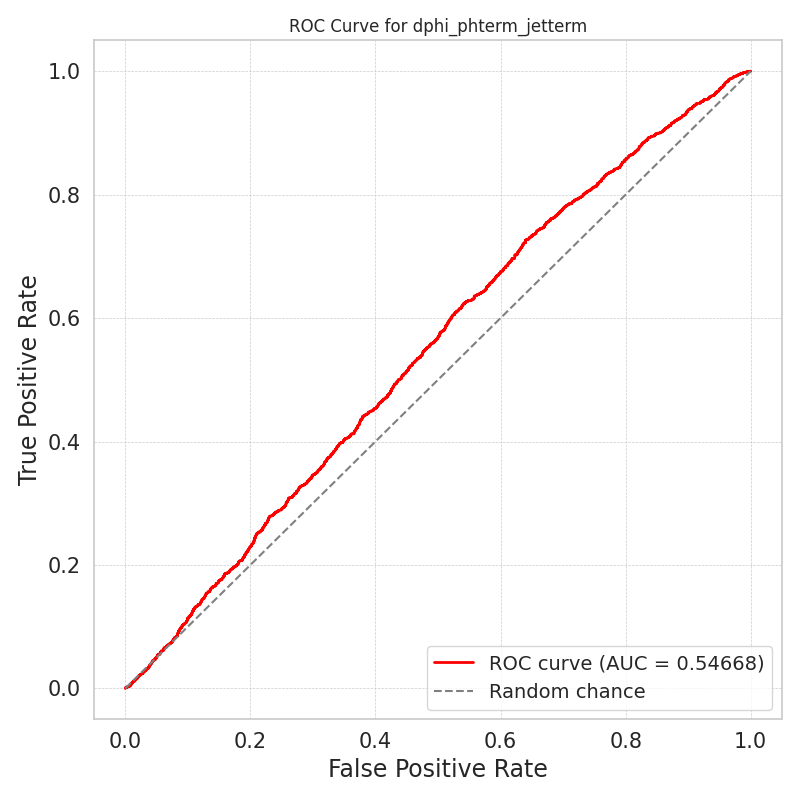 ROC Curve for dphi_phterm_jetterm
True Positive Rate
1.0
0.8
0.6
0.4
0.2
0.0
ROC curve (AUC = 0.54668)
Random chance
0.0 0.2 0.4 0.6 0.8 1.0
False Positive Rate